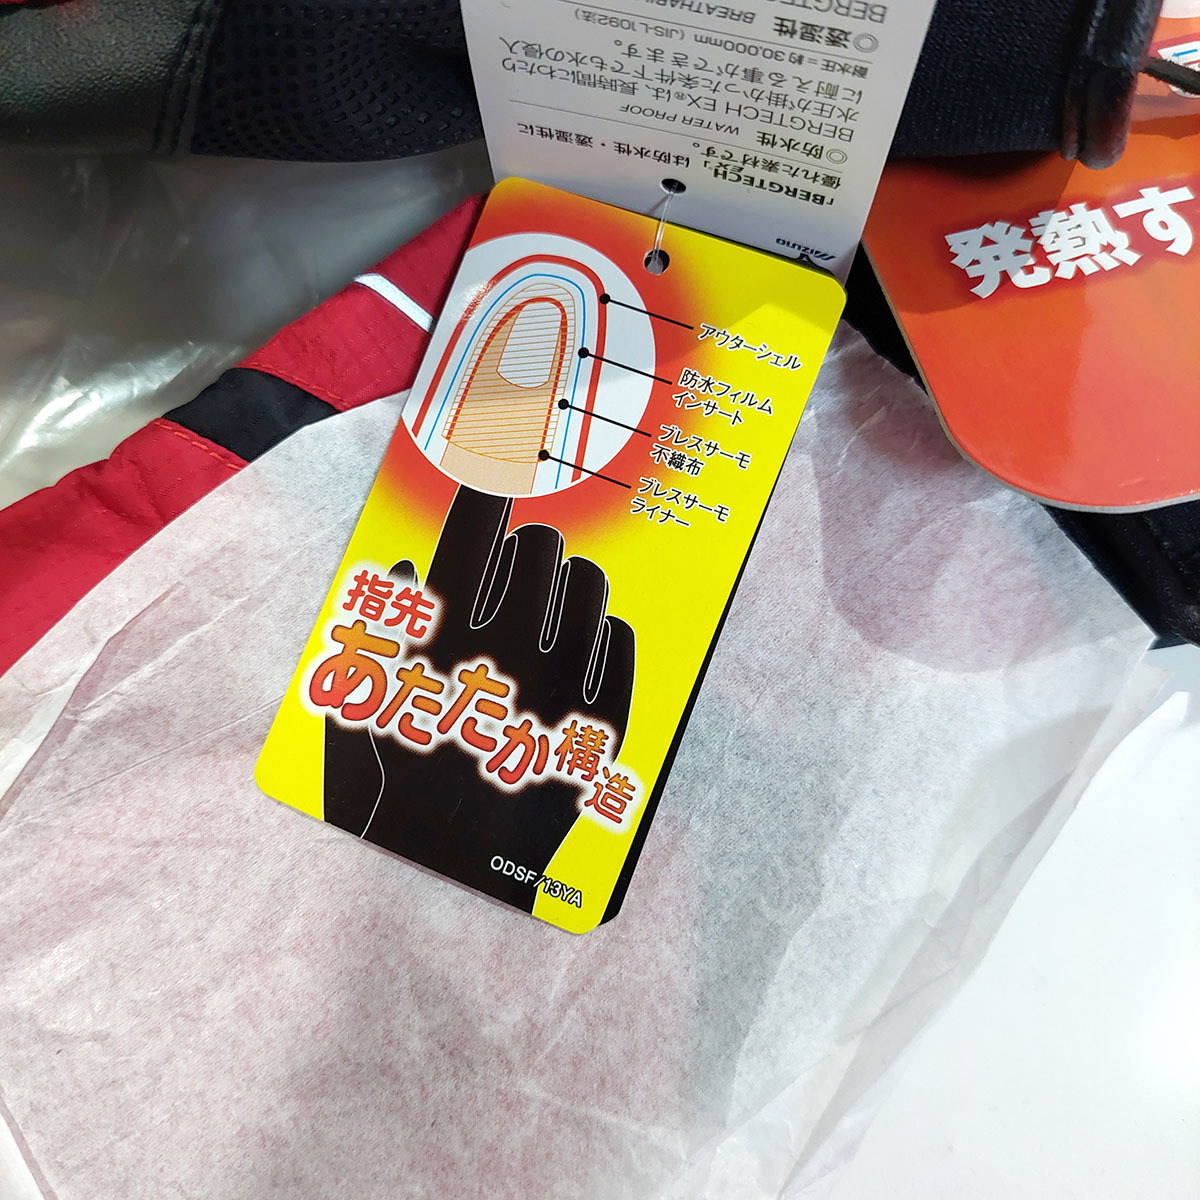 アウターシェル
防水フィルム
インサート
ブレスサーモ
不織布
ブレスサーモ
ライナー
指先
あたたか構造
ODSF/13YA
発熱す
mizuno
「BERGTECH
EX」は防水性・透湿性に
優れた素材です。
◎防水性 WATER PROOF
BERGTECH EX®は、長時間にわたり
水圧が掛かった条件下でも水の侵入
に耐える事ができます。
耐水圧=約30,000mm (JIS-L1092法)
◎透湿性